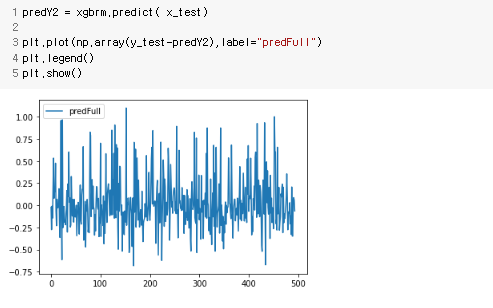 1 predY2 = xgbrm.predict( x_test)
2
3 plt.plot(np.array(y_test-predY2),label="predFull")
4 plt.legend()
5 plt.show()
predFull
1.00
0.75
0.50
0.25
0.00
-0.25
-0.50
-0.75
0 100 200 300 400 500